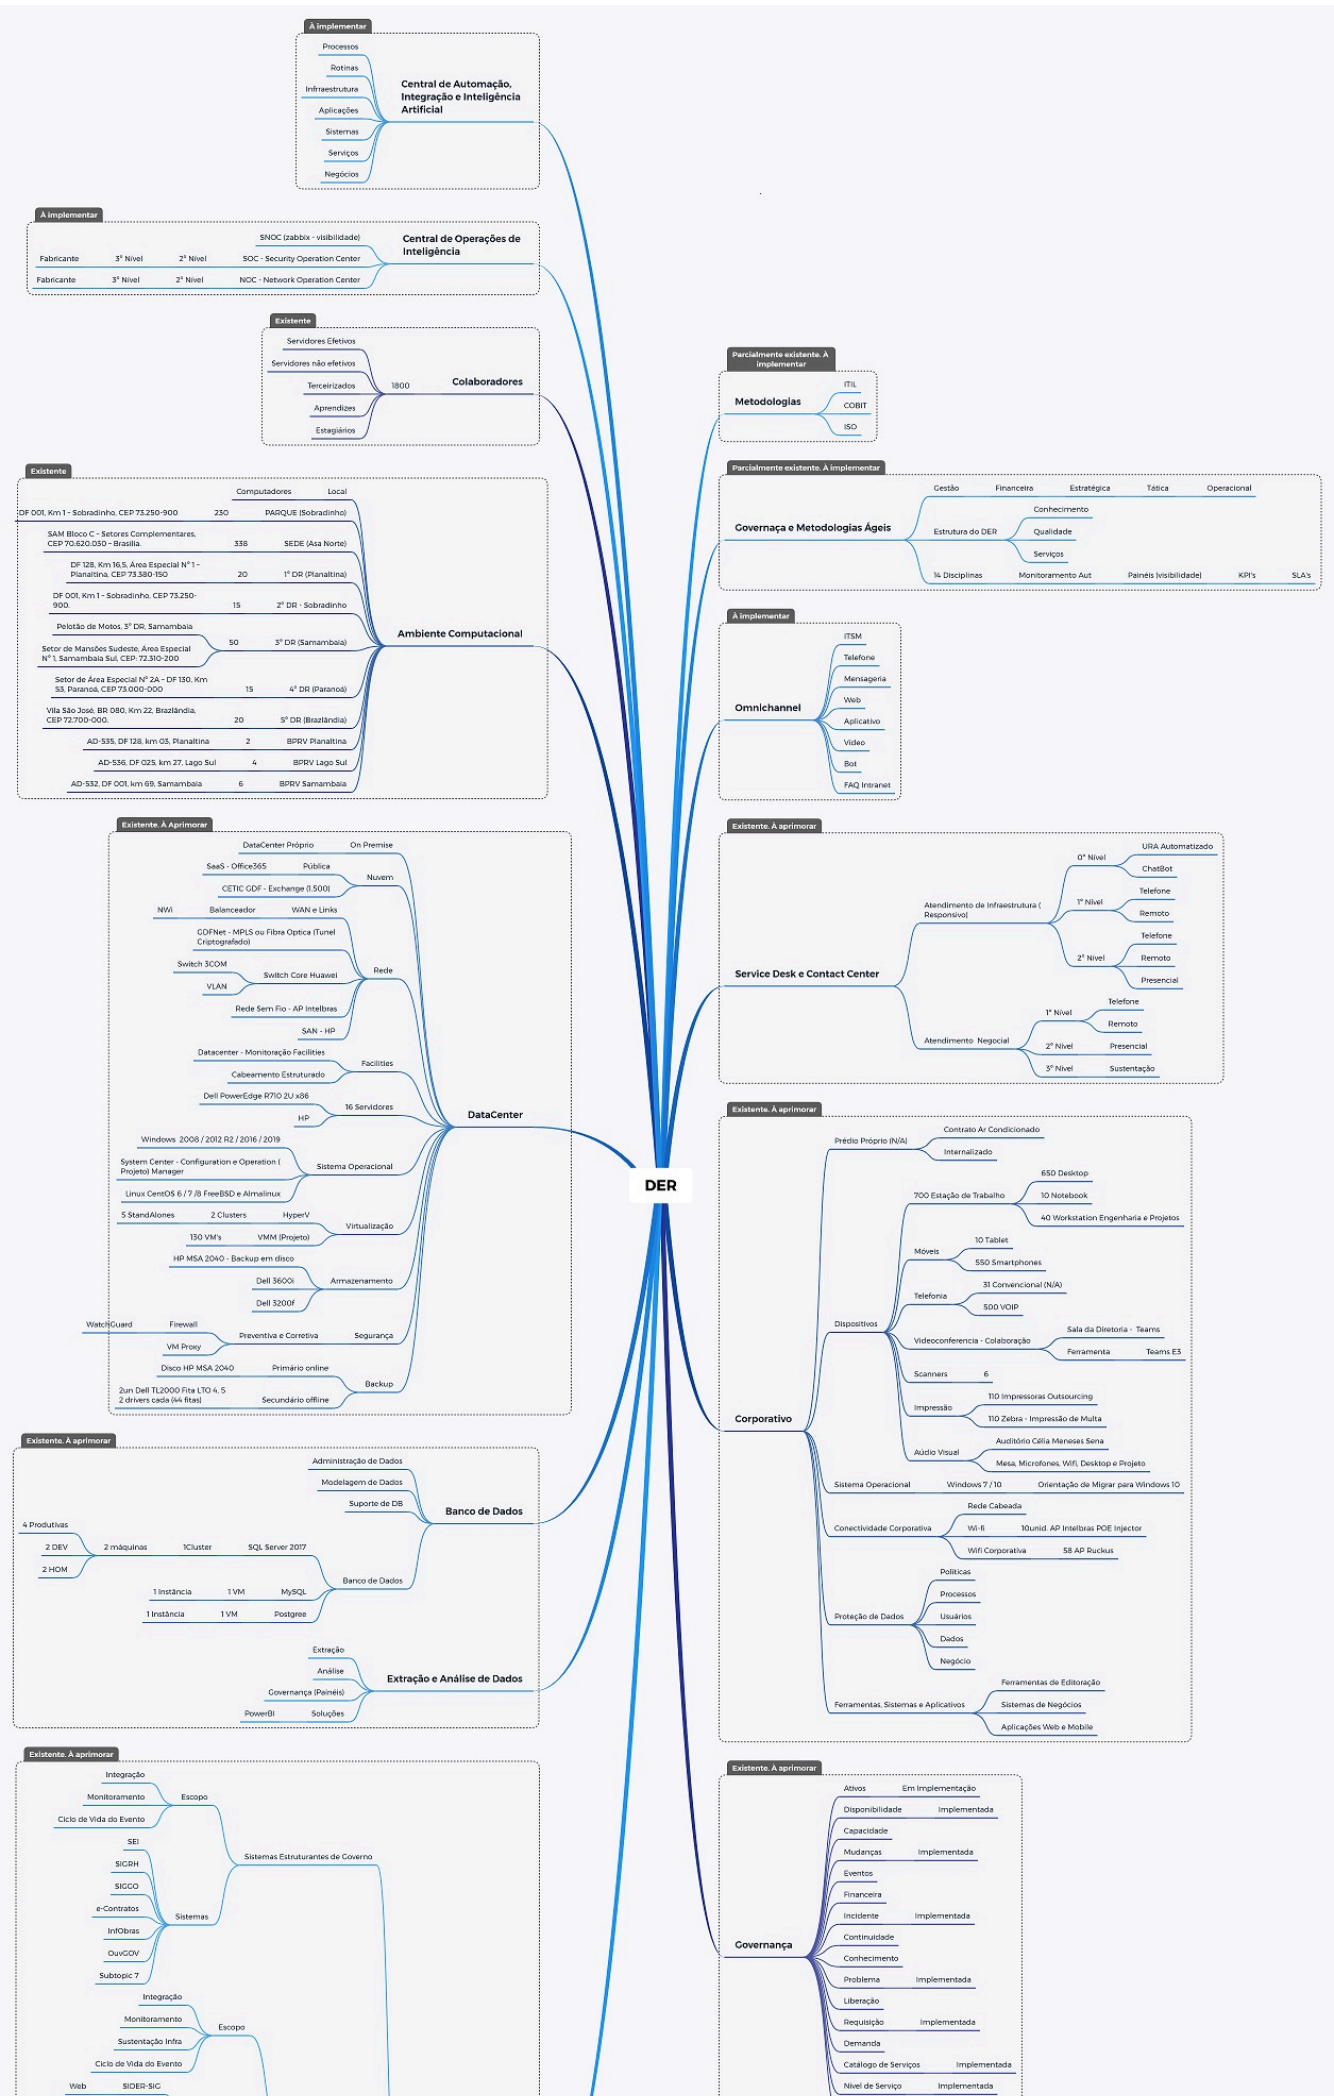 À implementar
Processos
Rotinas
Infrraestrutura
Aplicações
Sistemas
Serviços
Negócios
Central de Automação,
Integração e Inteligência
Artificial
À implementar
SNOC (zabbix - visibilidade)
Fabricante 3º Nível 2º Nível SOC - Security Operation Center
Fabricante 3º Nível 2º Nível NOC - Network Operation Center
Central de Operações de
Inteligência
Existente
Servidores Efetivos
Servidores não efetivos
Terceirizados
Aprendizes
Estagiários
1800 Colaboradores
Existente
Computadores Local
DF 001, Km 1 – Sobradinho, CEP 73.250-900 230 PARQUE (Sobradinho)
SAM Bloco C – Setores Complementares,
CEP 70.620.030 – Brasília. 338 SEDE (Asa Norte)
DF 128, Km 16,5, Área Especial Nº 1 –
Planaltina, CEP 73.380-150 20 1º DR (Planaltina)
DF 001, Km 1 – Sobradinho, CEP 73.250-
900. 15 2º DR - Sobradinho
Pelotão de Motos, 3º DR, Samambaia
Setor de Mansões Sudeste, Área Especial
Nº 1, Samambaia Sul, CEP: 72.310-200
50 3º DR (Samambaia)
Setor de Área Especial Nº 2A – DF 130, Km
53, Paranoá, CEP 73.000-000 15 4º DR (Paranoá)
Vila São José, BR 080, Km 22, Brazlândia,
CEP 72.700-000. 20 5º DR (Brazlândia)
AD-535, DF 128, km 03, Planaltina 2 BPRV Planaltina
AD-536, DF 025, km 27, Lago Sul 4 BPRV Lago Sul
AD-532, DF 001, km 69, Samambaia 6 BPRV Samambaia
Ambiente Computacional
Existente. À Aprimorar
DataCenter Próprio On Premise
SaaS - Office365 Pública
CETIC GDF - Exchange (1.500)
Nuvem
NWi Balanceador WAN e Links
GDFNet - MPLS ou Fibra Optica (Tunel
Criptografado)
Switch 3COM
VLAN
Switch Core Huawei
Rede Sem Fio - AP Intelbras
SAN - HP
Rede
Datacenter - Monitoração Facilities
Cabeamento Estruturado
Facilities
Dell PowerEdge R710 2U x86
HP
16 Servidores
Windows 2008 / 2012 R2 / 2016 / 2019
System Center - Configuration e Operation (
Projeto) Manager
Linux CentOS 6 / 7 /8 FreeBSD e Almalinux
Sistema Operacional
5 StandAlones 2 Clusters HyperV
130 VM's VMM (Projeto)
Virtualização
HP MSA 2040 - Backup em disco
Dell 3600i
Dell 3200f
Armazenamento
WatchGuard Firewall
VM Proxy
Preventiva e Corretiva Segurança
Disco HP MSA 2040 Primário online
2un Dell TL2000 Fita LTO 4, 5
2 drivers cada (44 fitas) Secundário offline
Backup
DataCenter
Existente. À aprimorar
Administração de Dados
Modelagem de Dados
Suporte de DB
4 Produtivas
2 DEV
2 HOM
2 máquinas 1Cluster SQL Server 2017
1 Instância 1 VM MySQL
1 Instância 1 VM Postgree
Banco de Dados
Banco de Dados
Extração
Análise
Governança (Painéis)
PowerBI Soluções
Extração e Análise de Dados
Existente. À aprimorar
Integração
Monitoramento
Ciclo de Vida do Evento
Escopo
SEI
SIGRH
SIGGO
e-Contratos
InfObras
OuvGOV
Subtopic 7
Sistemas
Sistemas Estruturantes de Governo
Integração
Monitoramento
Sustentação Infra
Ciclo de Vida do Evento
Escopo
Web SIDER-SIG
DER
Parcialmente existente. À
implementar
Metodologias
ITIL
COBIT
ISO
Parcialmente existente. À implementar
Governaça e Metodologias Ágeis
Gestão Financeira Estratégica Tática Operacional
Estrutura do DER
Conhecimento
Qualidade
Serviços
14 Disciplinas Monitoramento Aut Painéis (visibilidade) KPI's SLA's
À implementar
Omnichannel
ITSM
Telefone
Mensageria
Web
Aplicativo
Vídeo
Bot
FAQ Intranet
Existente. À aprimorar
Service Desk e Contact Center
Atendimento de Infraestrutura (
Responsivo)
0º Nível
URA Automatizado
ChatBot
1º Nível
Telefone
Remoto
2º Nível
Telefone
Remoto
Presencial
Atendimento Negocial
1º Nível
Telefone
Remoto
2º Nível Presencial
3º Nível Sustentação
Existente. À aprimorar
Corporativo
Prédio Próprio (N/A)
Contrato Ar Condicionado
Internalizado
Dispositivos
700 Estação de Trabalho
650 Desktop
10 Notebook
40 Workstation Engenharia e Projetos
Móveis
10 Tablet
550 Smartphones
Telefonia
31 Convencional (N/A)
500 VOIP
Videoconferencia - Colaboração
Sala da Diretoria - Teams
Ferramenta Teams E3
Scanners 6
Impressão
110 Impressoras Outsourcing
110 Zebra - Impressão de Multa
Aúdio Visual
Auditório Célia Meneses Sena
Mesa, Microfones, Wifi, Desktop e Projeto
Sistema Operacional Windows 7 / 10 Orientação de Migrar para Windows 10
Conectividade Corporativa
Rede Cabeada
Wi-fi 10unid. AP Intelbras POE Injector
Wifi Corporativa 58 AP Ruckus
Proteção de Dados
Políticas
Processos
Usuários
Dados
Negócio
Ferramentas, Sistemas e Aplicativos
Ferramentas de Editoração
Sistemas de Negócios
Aplicações Web e Mobile
Existente. À aprimorar
Governança
Ativos Em Implementação
Disponibilidade Implementada
Capacidade
Mudanças Implementada
Eventos
Financeira
Incidente Implementada
Continuidade
Conhecimento
Problema Implementada
Liberação
Requisição Implementada
Demanda
Catálogo de Serviços Implementada
Nível de Serviço Implementada